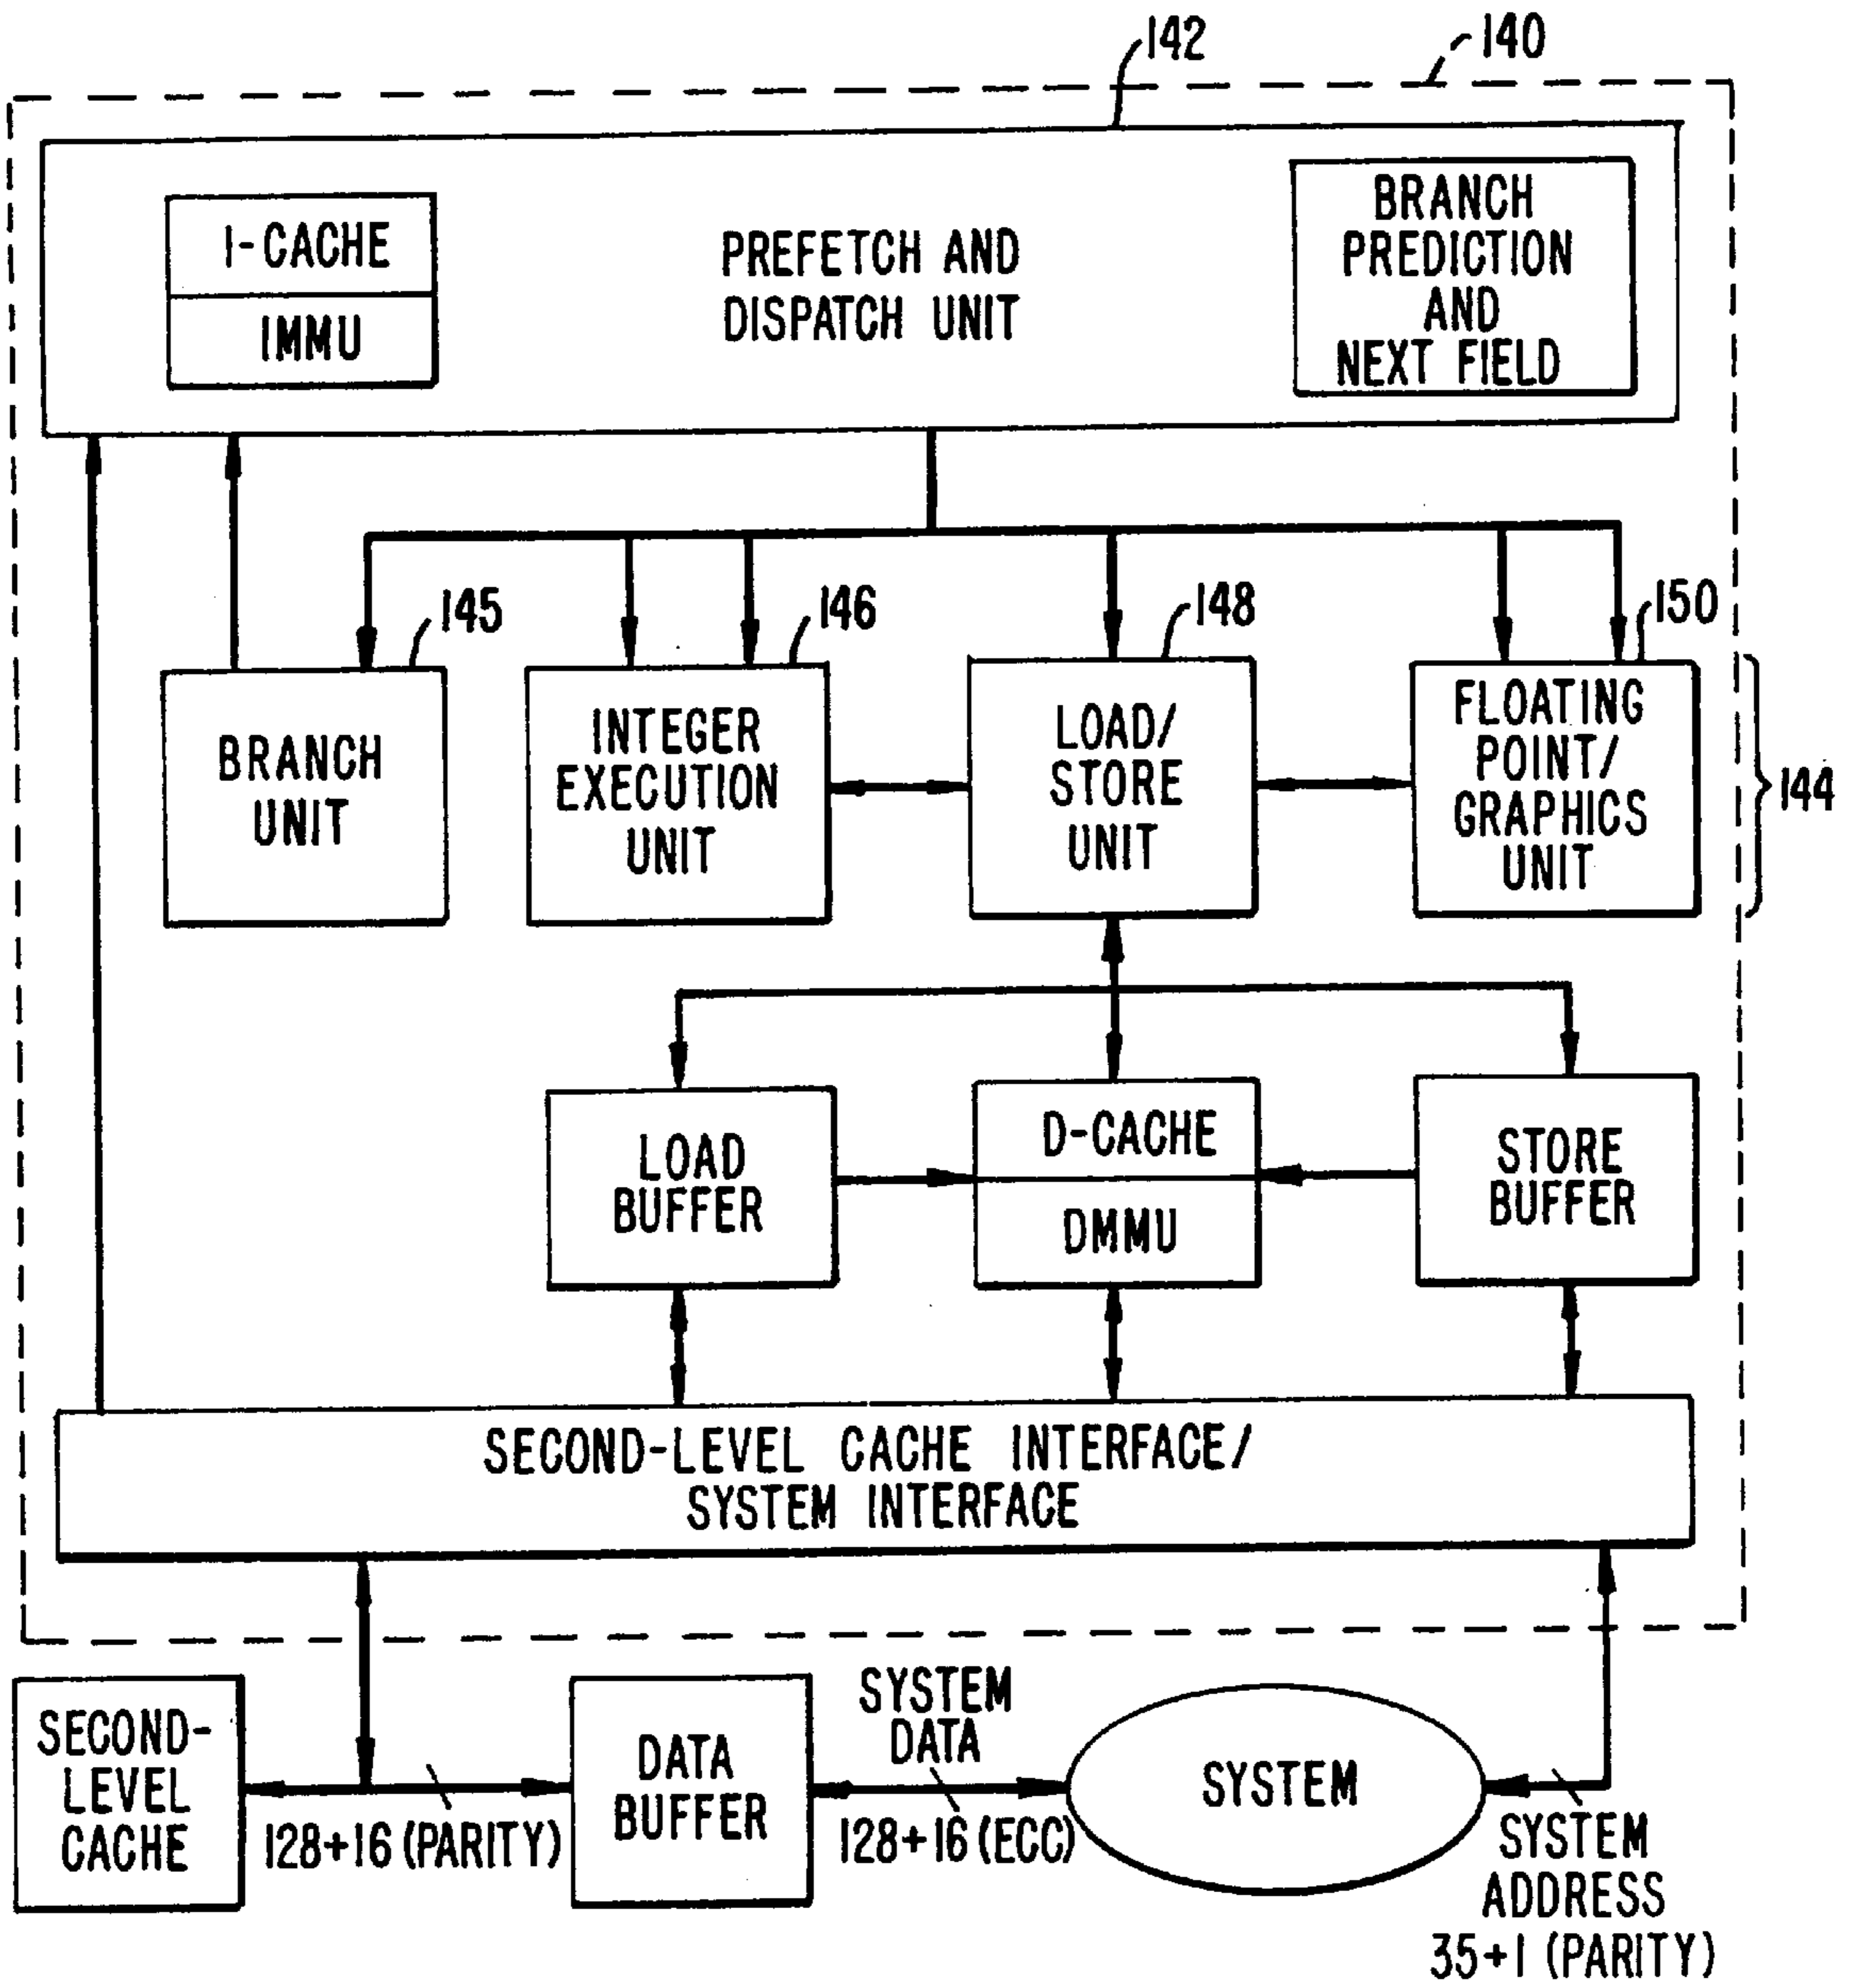 142
140
I-CACHE
IMMU
PREFETCH AND
DISPATCH UNIT
BRANCH
PREDICTION
AND
NEXT FIELD
145
146
148
150
BRANCH
UNIT
INTEGER
EXECUTION
UNIT
LOAD/
STORE
UNIT
FLOATING
POINT/
GRAPHICS
UNIT
144
LOAD
BUFFER
D-CACHE
DMMU
STORE
BUFFER
SECOND-LEVEL CACHE INTERFACE/
SYSTEM INTERFACE
SECOND-
LEVEL
CACHE
128+16 (PARITY)
DATA
BUFFER
SYSTEM
DATA
128+16 (ECC)
SYSTEM
SYSTEM
ADDRESS
35+1 (PARITY)